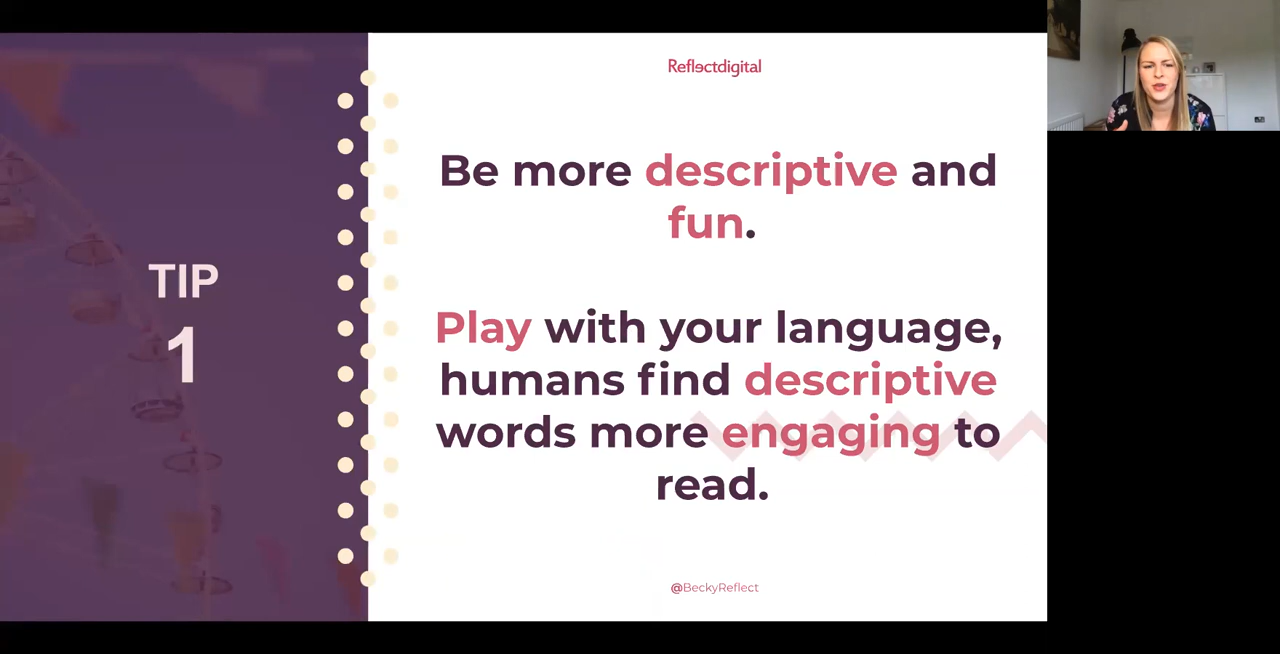 TIP
1
Reflectdigital
Be more descriptive and
fun.
Play with your language,
humans find descriptive
words more engaging to
read.
@BeckyReflect